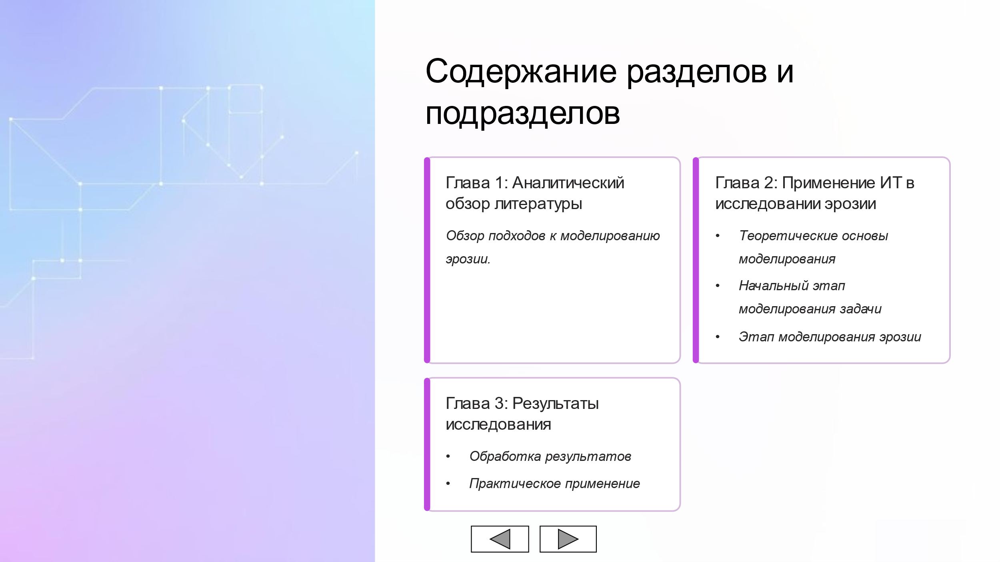 Содержание разделов и
подразделов
Глава 1: Аналитический
обзор литературы
Обзор подходов к моделированию
эрозии.
Глава 2: Применение ИТ в
исследовании эрозии
• Теоретические основы
моделирования
• Начальный этап
моделирования задачи
• Этап моделирования эрозии
Глава 3: Результаты
исследования
• Обработка результатов
• Практическое применение